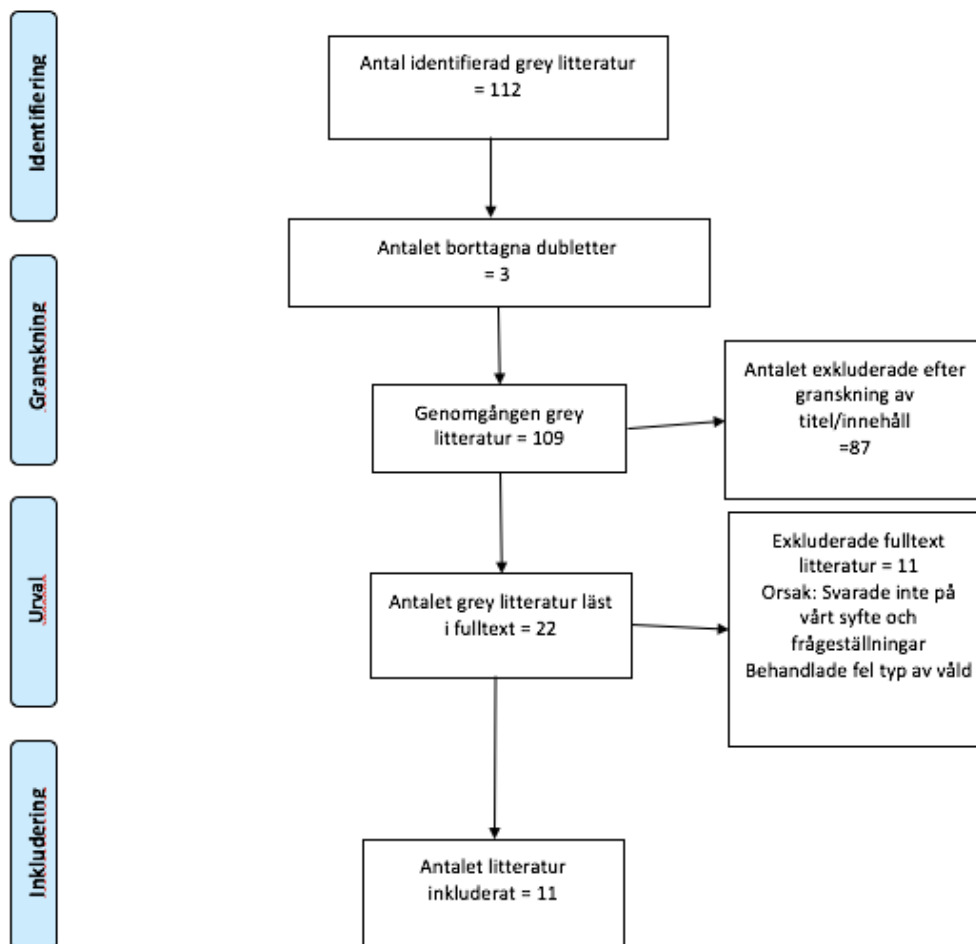 Identifiering
Antal identifierad grey litteratur
= 112
Antalet borttagna dubletter
= 3
Granskning
Genomgången grey
litteratur = 109
Antalet exkluderade efter
granskning av
titel/innehåll
=87
Urval
Antalet grey litteratur läst
i fulltext = 22
Exkluderade fulltext
litteratur = 11
Orsak: Svarade inte på
vårt syfte och
frågeställningar
Behandlade fel typ av våld
Inkludering
Antalet litteratur
inkluderat = 11